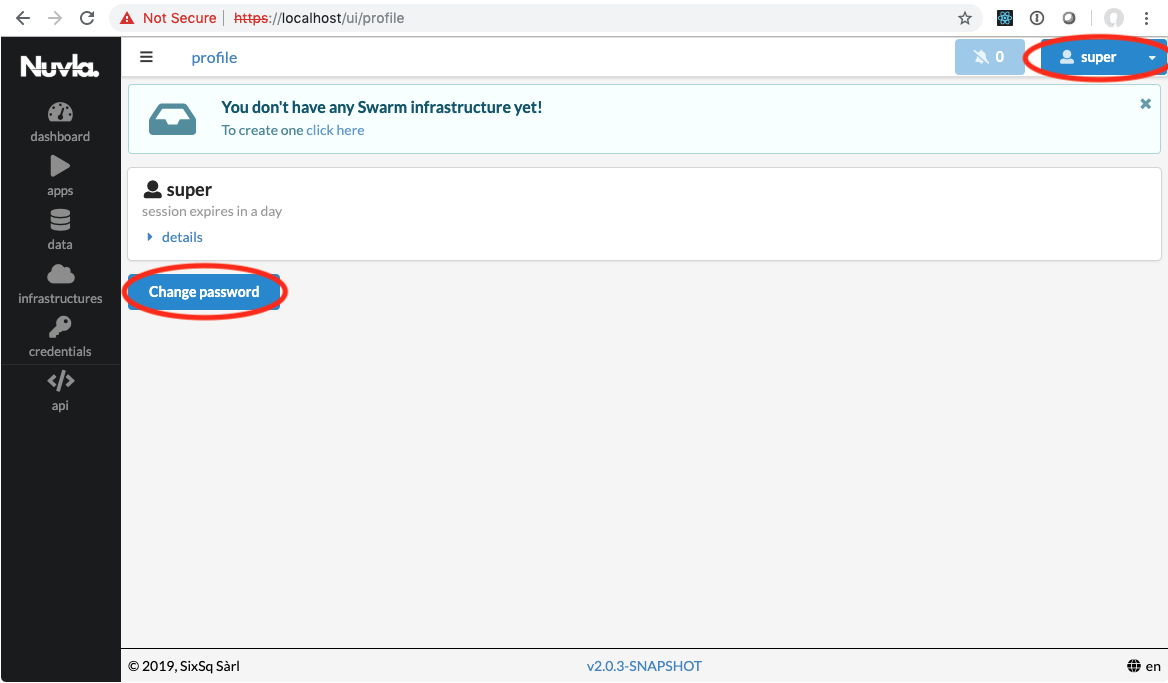 Not Secure | https://localhost/ui/profile
Nuvla.
profile
0
super
You don't have any Swarm infrastructure yet!
To create one click here
dashboard
apps
data
infrastructures
credentials
api
super
session expires in a day
details
Change password
© 2019, SixSq Sàrl
v2.0.3-SNAPSHOT
en